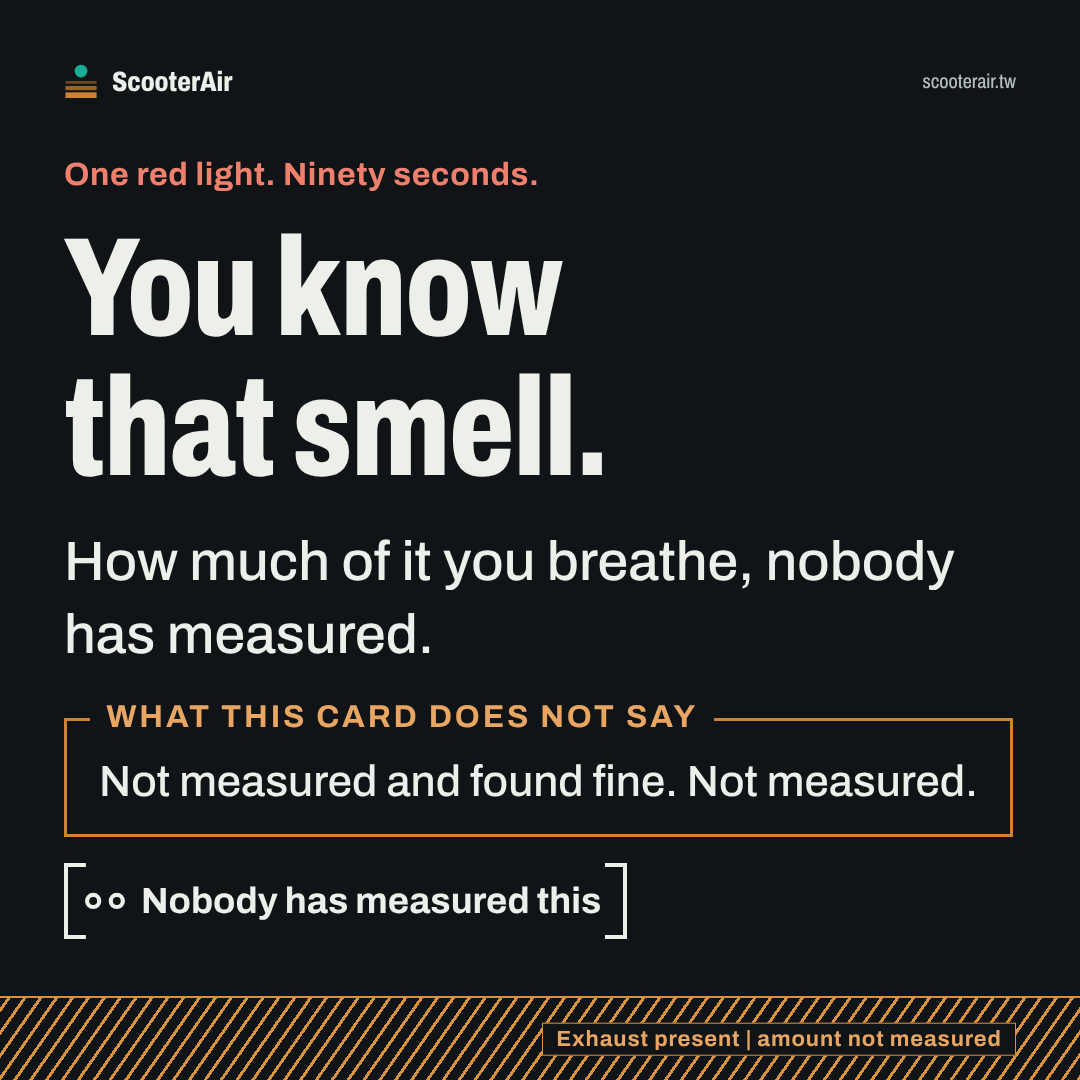 ScooterAir
scooterair.tw
One red light. Ninety seconds.
You know
that smell.
How much of it you breathe, nobody
has measured.
WHAT THIS CARD DOES NOT SAY
Not measured and found fine. Not measured.
Nobody has measured this
Exhaust present | amount not measured